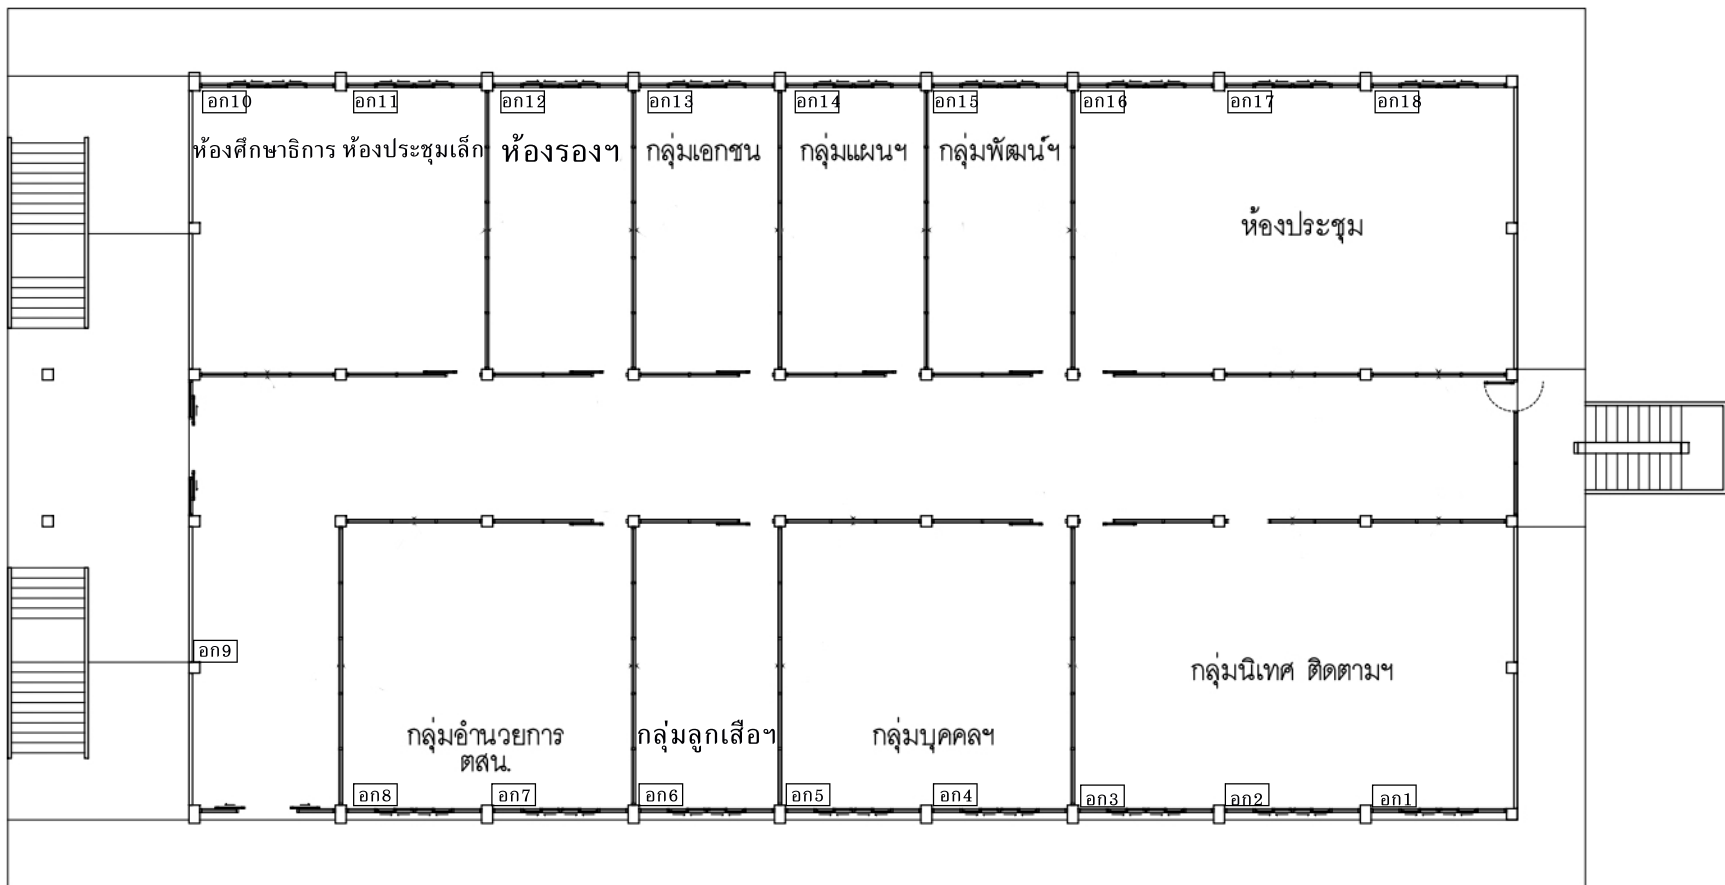 อก10
อก11
อก12
อก13
อก14
อก15
อก16
อก17
อก18
ห้องศึกษาธิการ ห้องประชุมเล็ก
ห้องรองฯ
กลุ่มเอกชน
กลุ่มแผนฯ
กลุ่มพัฒน์ฯ
ห้องประชุม
อก9
กลุ่มนิเทศ ติดตามฯ
กลุ่มอำนวยการ
ตสน.
กลุ่มลูกเสือฯ
กลุ่มบุคคลฯ
อก8
อก7
อก6
อก5
อก4
อก3
อก2
อก1